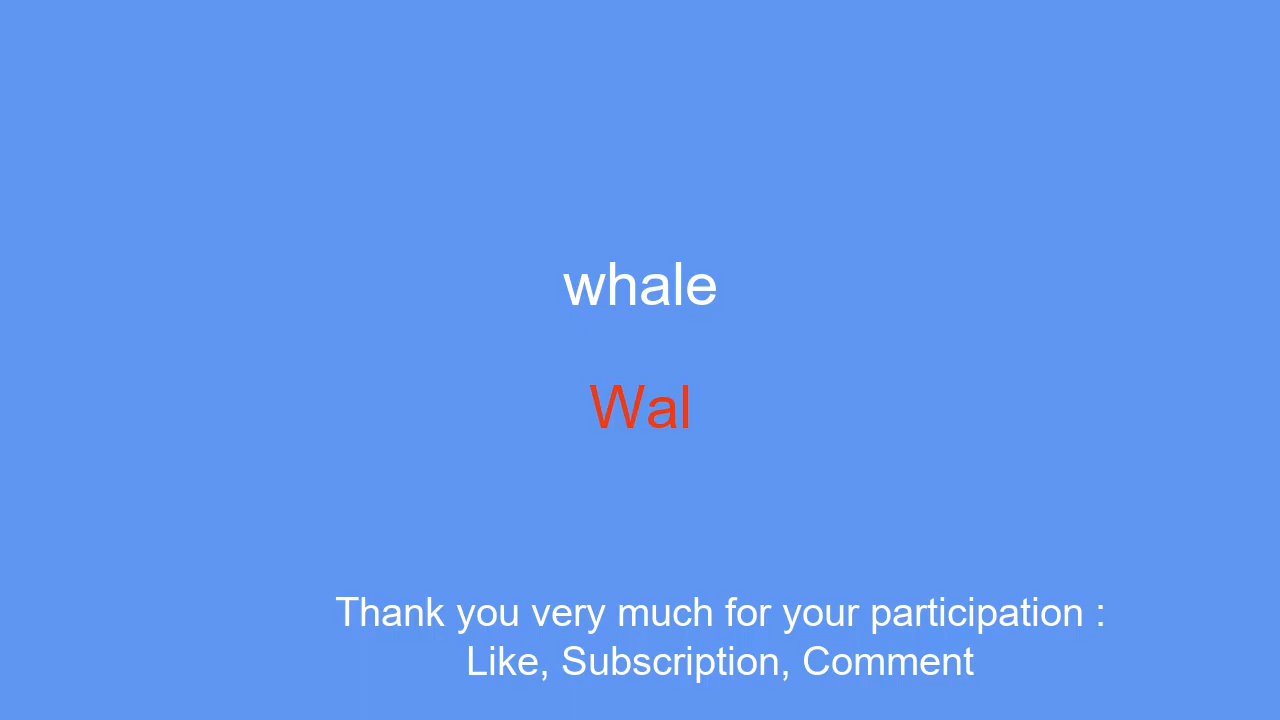 whale
Wal
Thank you very much for your participation :
Like, Subscription, Comment